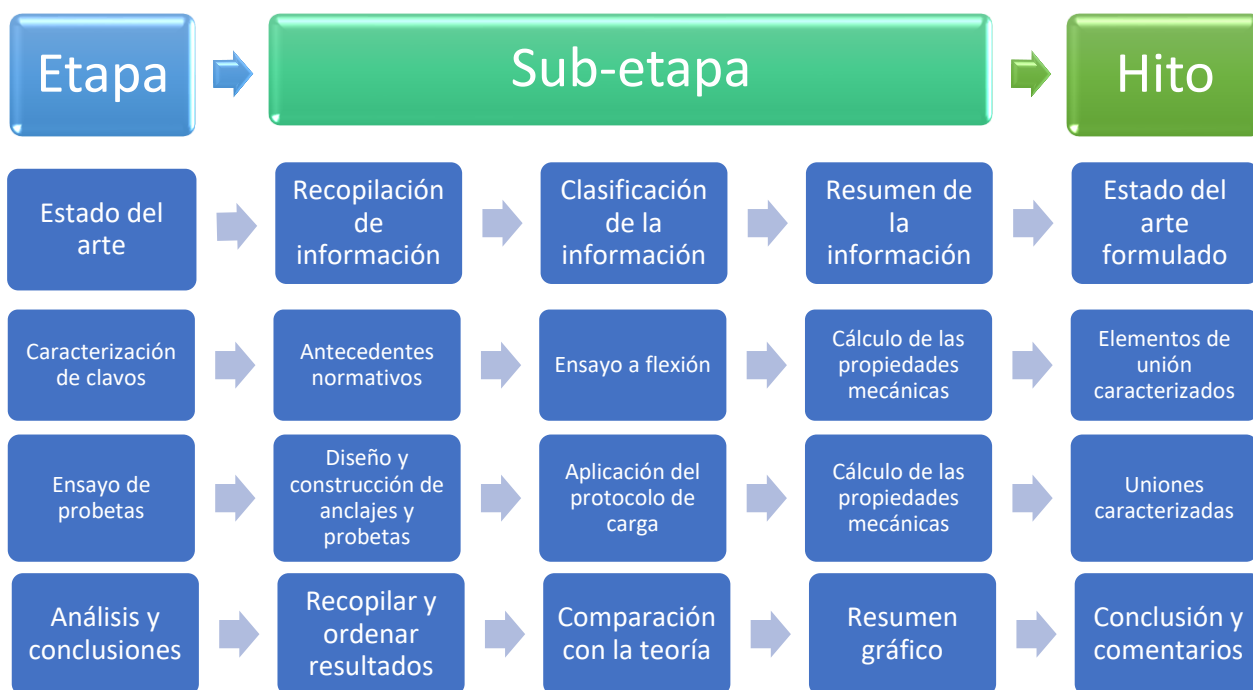 Etapa
Sub-etapa
Hito
Estado del
arte
Recopilación
de
información
Clasificación
de la
información
Resumen de
la
información
Estado del
arte
formulado
Caracterización
de clavos
Antecedentes
normativos
Ensayo a flexión
Cálculo de las
propiedades
mecánicas
Elementos de
unión
caracterizados
Ensayo de
probetas
Diseño y
construcción de
anclajes y
probetas
Aplicación del
protocolo de
carga
Cálculo de las
propiedades
mecánicas
Uniones
caracterizadas
Análisis y
conclusiones
Recopilar y
ordenar
resultados
Comparación
con la teoría
Resumen
gráfico
Conclusión y
comentarios